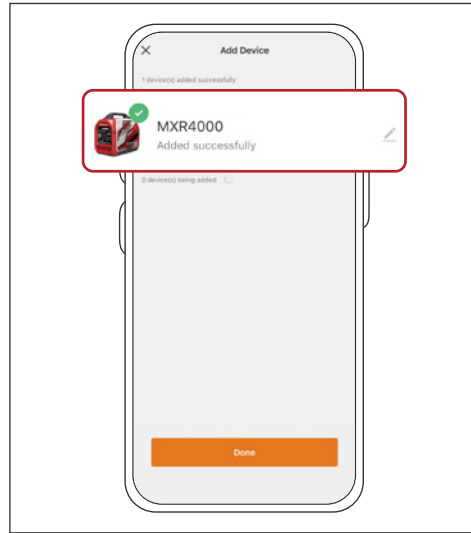 Add Device
1 device(s) added successfully
MXR4000
Added successfully
0 device(s) being added
Done